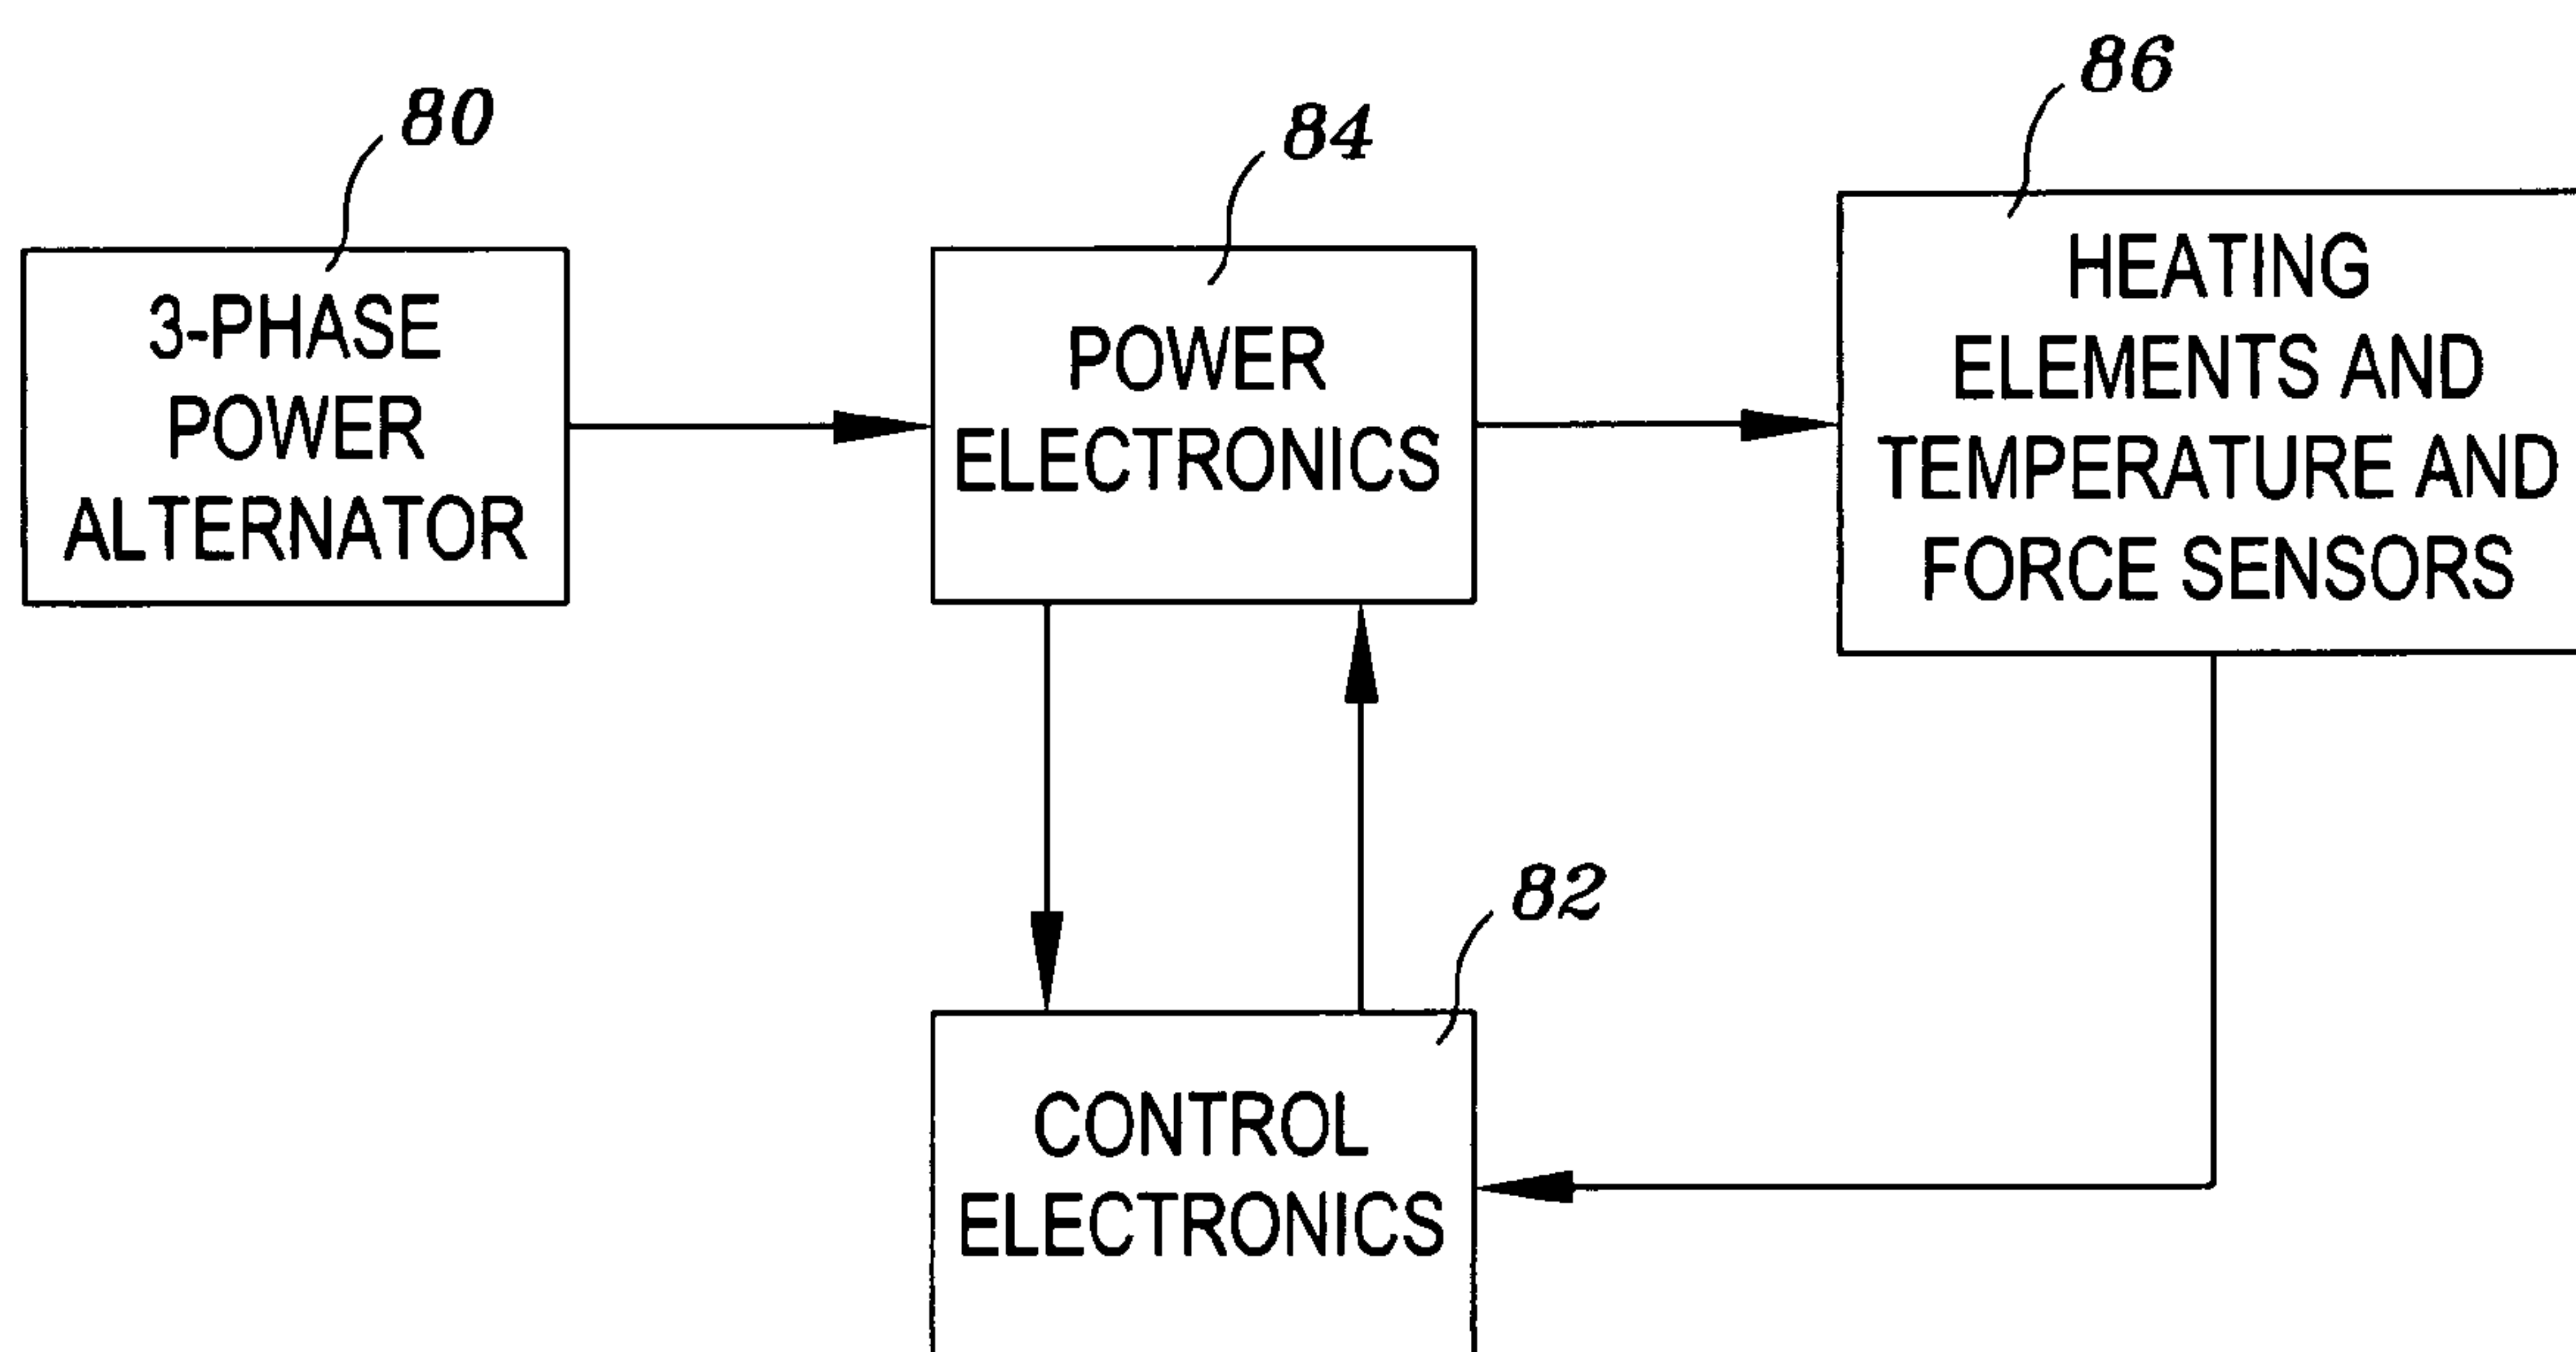 80
3-PHASE
POWER
ALTERNATOR
84
POWER
ELECTRONICS
86
HEATING
ELEMENTS AND
TEMPERATURE AND
FORCE SENSORS
82
CONTROL
ELECTRONICS